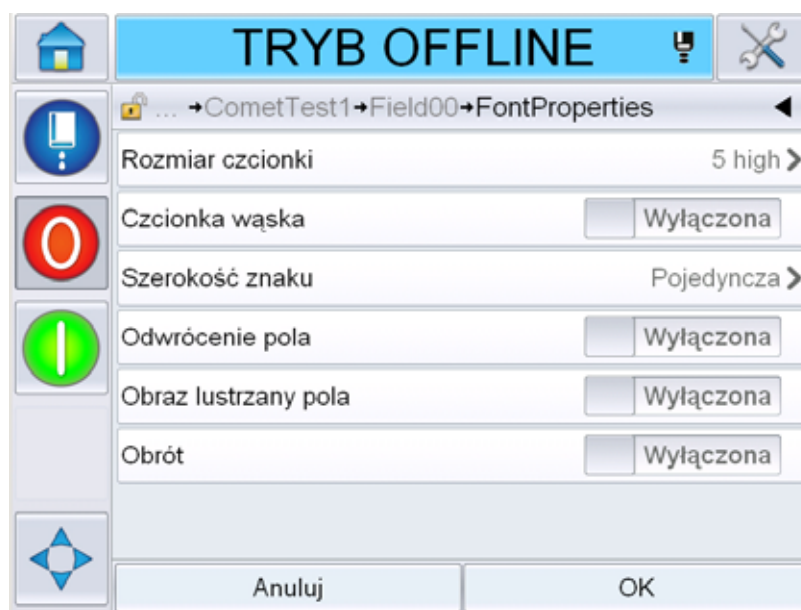 TRYB OFFLINE
... →CometTest1→Field00→FontProperties
Rozmiar czcionki 5 high
Czcionka wąska Wyłączona
Szerokość znaku Pojedyncza
Odwrócenie pola Wyłączona
Obraz lustrzany pola Wyłączona
Obrót Wyłączona
Anuluj OK